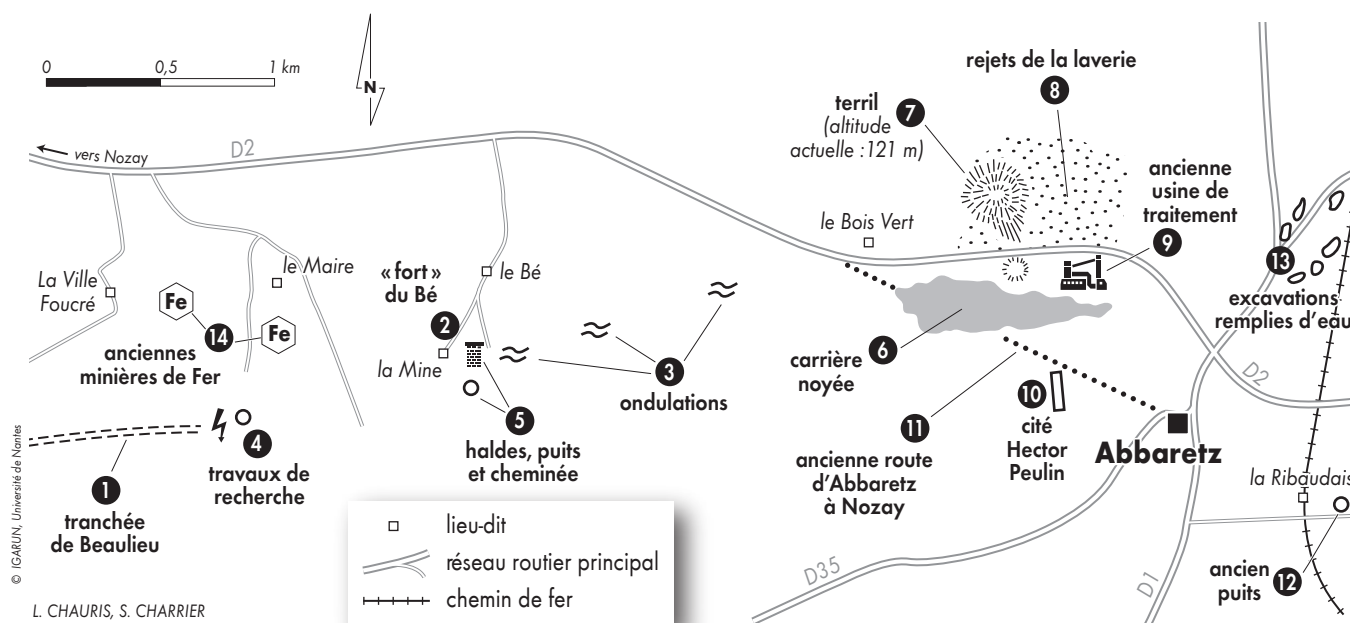 0 0,5 1 km
N
vers Nozay
D2
rejets de la laverie
8
terril
(altitude
actuelle :121 m)
7
ancienne
usine de
traitement
9
le Bois Vert
La Ville
Foucré
le Maire
Fe
Fe
14
anciennes
minières de Fer
« fort »
du Bé
2
le Bé
la Mine
3
ondulations
5
haldes, puits
et cheminée
carrière
noyée
6
13
excavations
remplies d'eau
D2
10
cité
Hector
Peulin
11
ancienne route
d'Abbaretz
à Nozay
Abbaretz
la Ribaudais
4
travaux de
recherche
1
tranchée
de Beaulieu
ancien
puits
12
D35
D1
lieu-dit
réseau routier principal
chemin de fer
© IGARUN, Université de Nantes
L. CHAURIS, S. CHARRIER